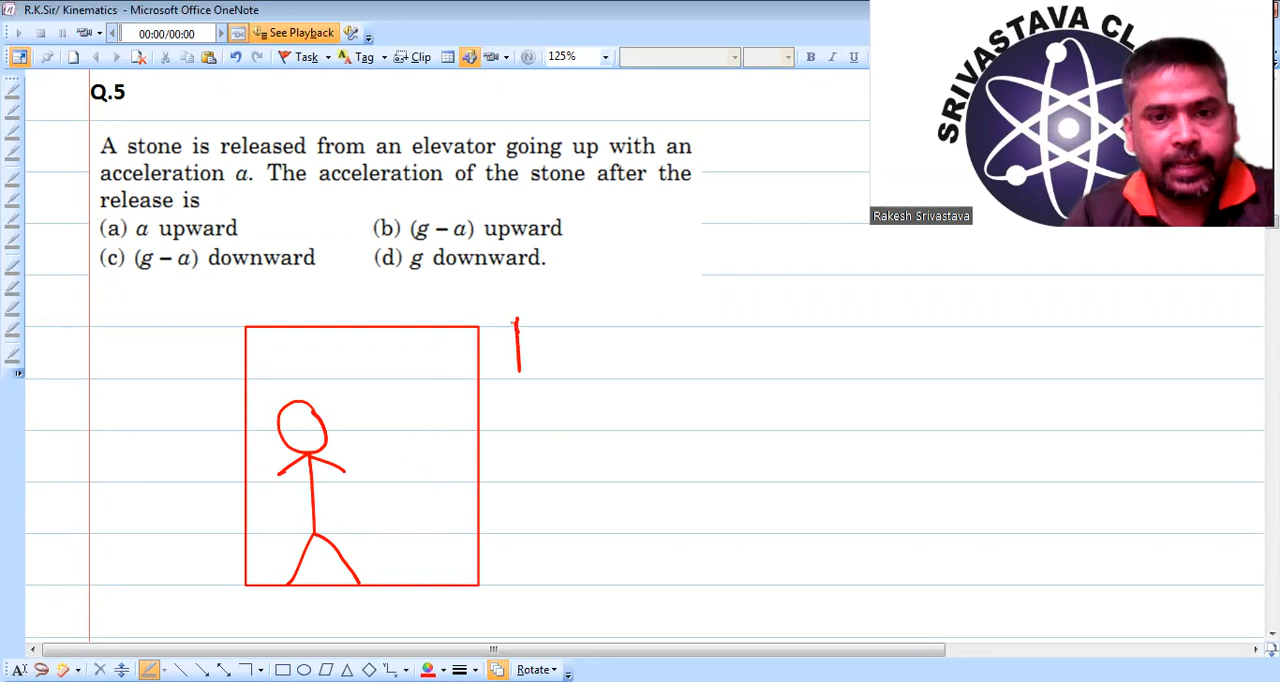 R.K.Sir/ Kinematics - Microsoft Office OneNote
00:00/00:00 See Playback
Task Tag Clip 125% B I U
SRIVASTAVA CL
Rakesh Srivastava
Q.5
A stone is released from an elevator going up with an
acceleration a. The acceleration of the stone after the
release is
(a) a upward (b) (g – a) upward
(c) (g – a) downward (d) g downward.
Rotate